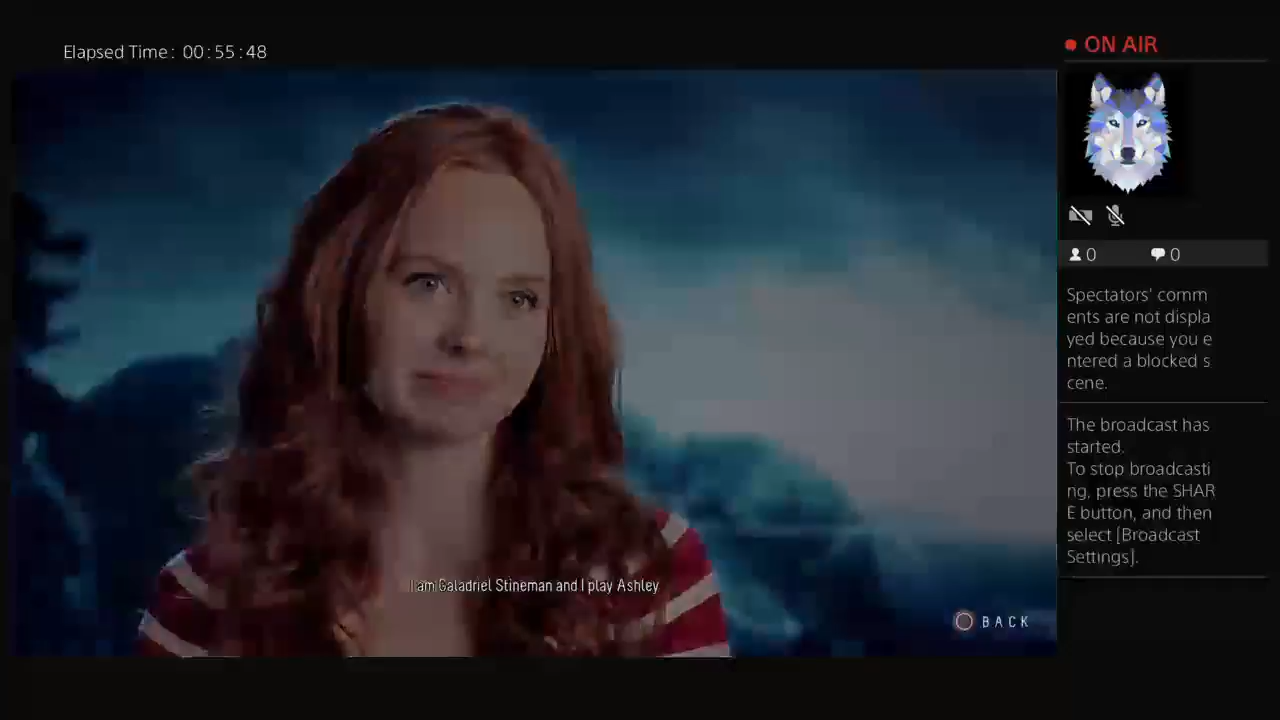 Elapsed Time: 00:55:48
ON AIR
0 0
Spectators' comm
ents are not displa
yed because you e
ntered a blocked s
cene.
The broadcast has
started.
To stop broadcasti
ng, press the SHAR
E button, and then
select [Broadcast
Settings].
I am Galadriel Stineman and I play Ashley
BACK